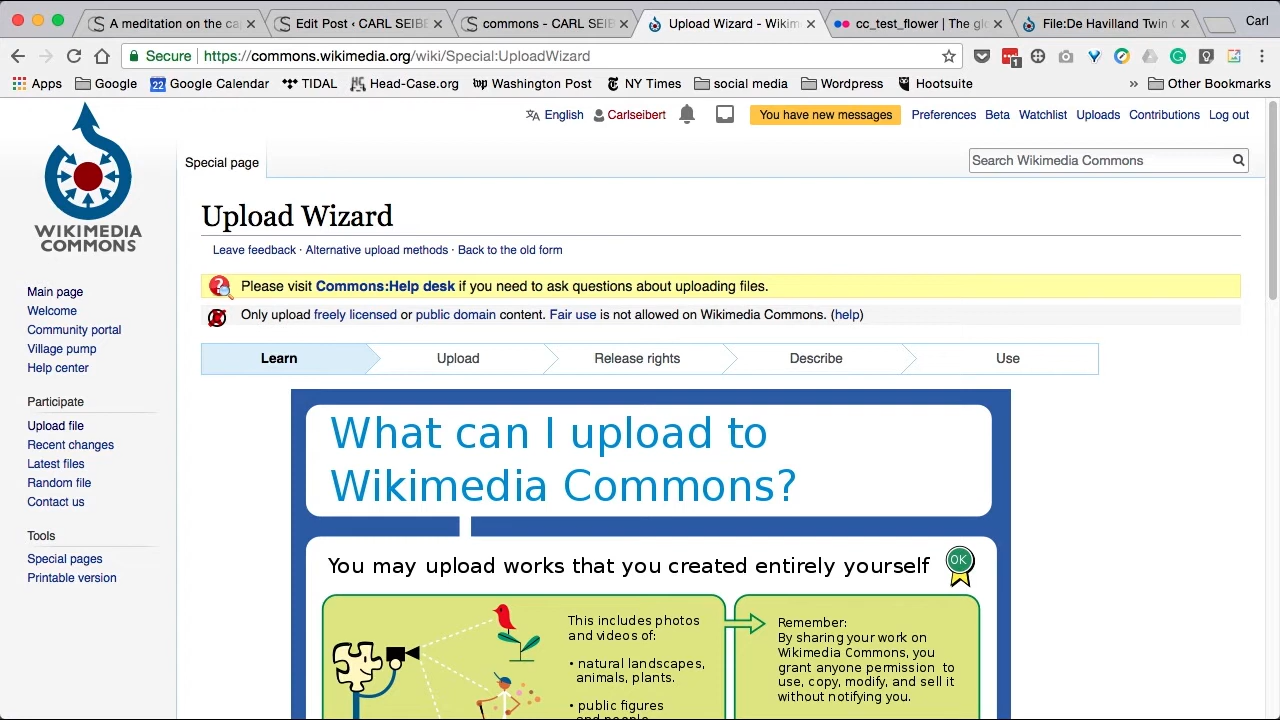 A meditation on the ca
Edit Post ‹ CARL SEIBE
commons - CARL SEIB
Upload Wizard - Wikim
cc_test_flower | The gl
File:De Havilland Twin
Carl
Secure
https://commons.wikimedia.org/wiki/Special:UploadWizard
1
Apps
Google
22 Google Calendar
TIDAL
Head-Case.org
wp Washington Post
NY Times
social media
Wordpress
Hootsuite
»
Other Bookmarks
English
Carlseibert
You have new messages
Preferences
Beta
Watchlist
Uploads
Contributions
Log out
Special page
Search Wikimedia Commons
WIKIMEDIA
COMMONS
Upload Wizard
Leave feedback · Alternative upload methods · Back to the old form
Please visit Commons:Help desk if you need to ask questions about uploading files.
Only upload freely licensed or public domain content. Fair use is not allowed on Wikimedia Commons. (help)
Main page
Welcome
Community portal
Village pump
Help center
Participate
Upload file
Recent changes
Latest files
Random file
Contact us
Tools
Special pages
Printable version
Learn
Upload
Release rights
Describe
Use
What can I upload to
Wikimedia Commons?
You may upload works that you created entirely yourself
OK
This includes photos
and videos of:
• natural landscapes,
animals, plants.
• public figures
and people
Remember:
By sharing your work on
Wikimedia Commons, you
grant anyone permission to
use, copy, modify, and sell it
without notifying you.